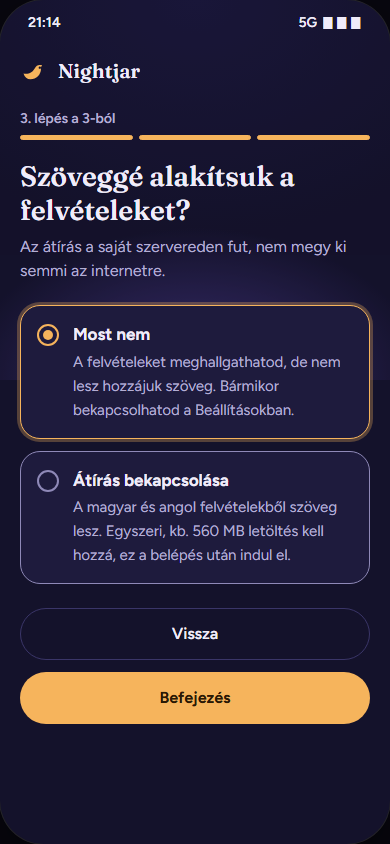 21:14
5G
Nightjar
3. lépés a 3-ból
Szöveggé alakítsuk a
felvételeket?
Az átírás a saját szervereden fut, nem megy ki
semmi az internetre.
Most nem
A felvételeket meghallgathatod, de nem
lesz hozzájuk szöveg. Bármikor
bekapcsolhatod a Beállításokban.
Átírás bekapcsolása
A magyar és angol felvételekből szöveg
lesz. Egyszeri, kb. 560 MB letöltés kell
hozzá, ez a belépés után indul el.
Vissza
Befejezés